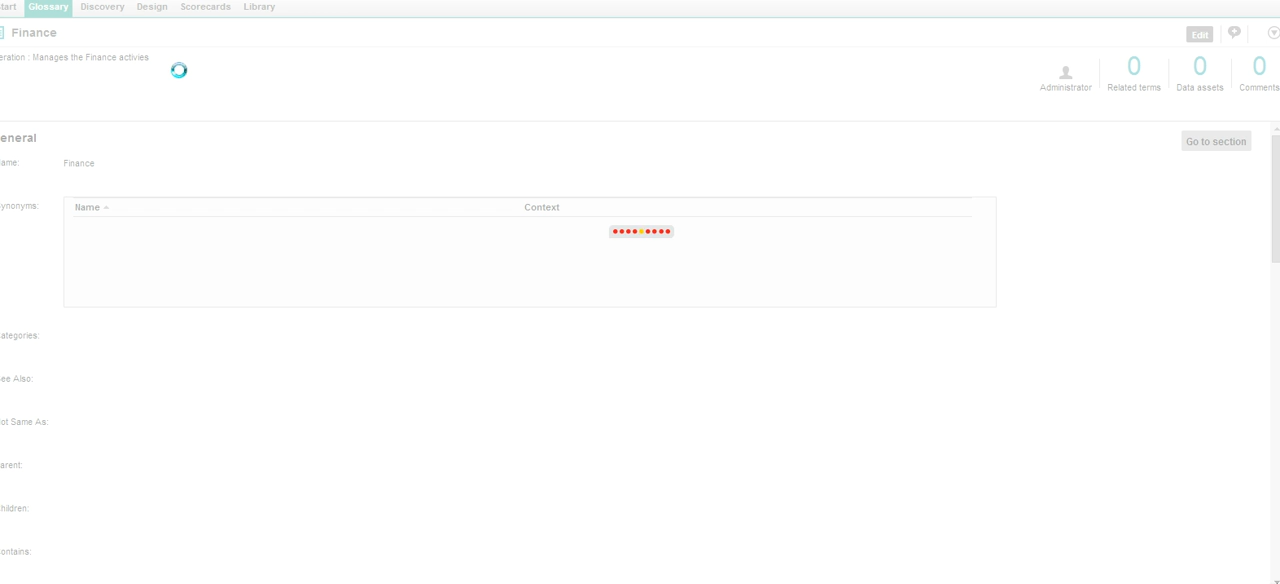 tart Glossary Discovery Design Scorecards Library
Finance
Edit
eration : Manages the Finance activies
0 0 0
Administrator Related terms Data assets Comments
eneral
Go to section
ame: Finance
ynonyms:
Name Context
ategories:
ee Also:
ot Same As:
arent:
hildren:
ontains: